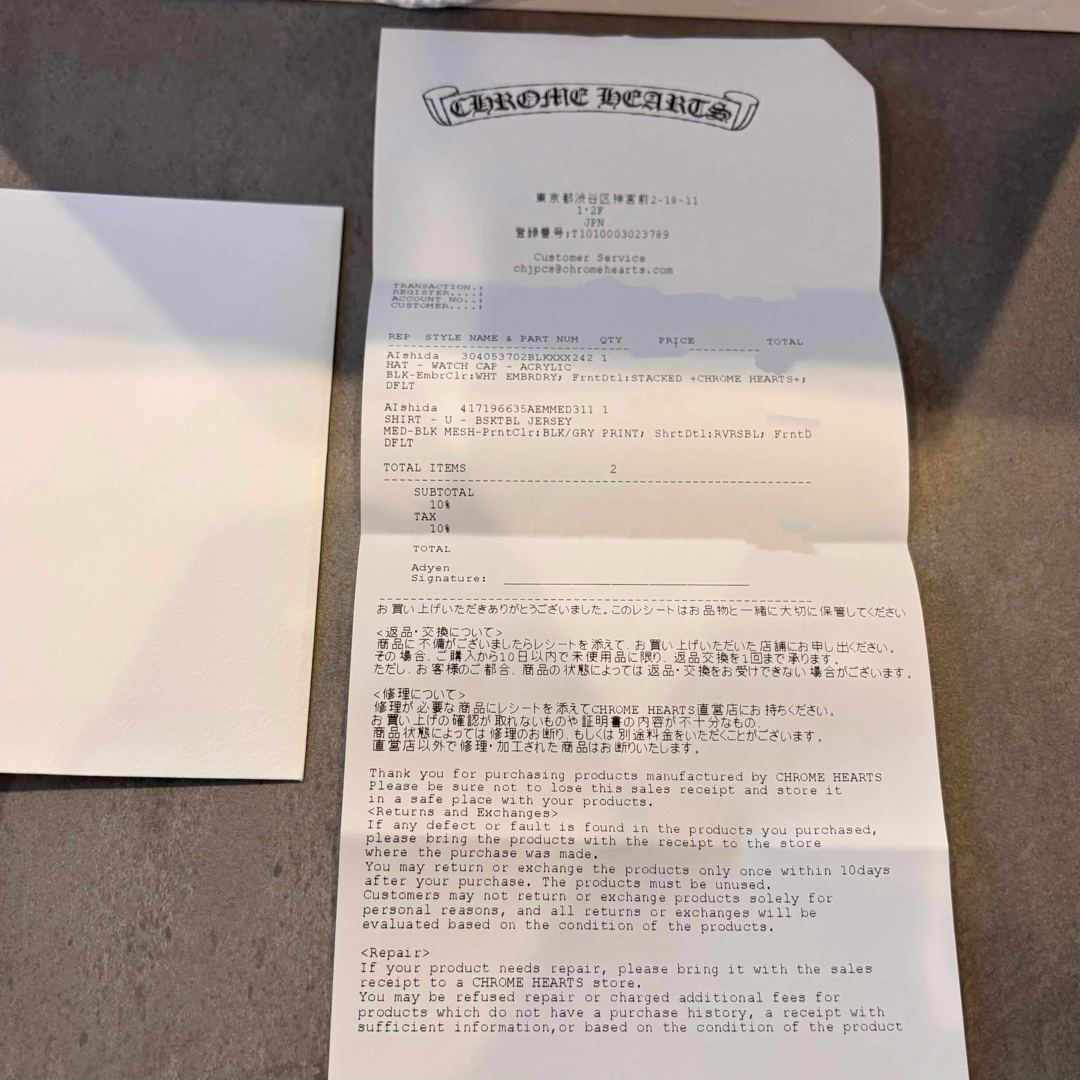 CHROME HEARTS
東京都渋谷区神宮前2-18-11
1・2F
JPN
登録番号:T1010003023789
Customer Service
chjpcs@chromehearts.com
TRANSACTION.:
REGISTER....:
ACCOUNT NO..:
CUSTOMER....:
REP STYLE NAME & PART NUM QTY PRICE TOTAL
AIshida 304053702BLKXXX242 1
HAT - WATCH CAP - ACRYLIC
BLK-EmbrClr:WHT EMBRDRY; FrntDtl:STACKED +CHROME HEARTS+;
DFLT
AIshida 417196635AEMMED311 1
SHIRT - U - BSKTBL JERSEY
MED-BLK MESH-PrntClr:BLK/GRY PRINT; ShrtDtl:RVRSBL; FrntD
DFLT
TOTAL ITEMS 2
SUBTOTAL
10%
TAX
10%
TOTAL
Adyen
Signature:
お買い上げいただきありがとうございました。このレシートはお品物と一緒に大切に保管してください
<返品・交換について>
商品に不備がございましたらレシートを添えて、お買い上げいただいた店舗にお申し出ください。
その場合、ご購入から10日以内で未使用品に限り、返品交換を1回まで承ります。
ただし、お客様のご都合、商品の状態によっては返品・交換をお受けできない場合がございます。
<修理について>
修理が必要な商品にレシートを添えてCHROME HEARTS直営店にお持ちください。
お買い上げの確認が取れないものや証明書の内容が不十分なもの、
商品状態によっては修理のお断り、もしくは別途料金をいただくことがございます。
直営店以外で修理・加工された商品はお断りいたします。
Thank you for purchasing products manufactured by CHROME HEARTS
Please be sure not to lose this sales receipt and store it
in a safe place with your products.
<Returns and Exchanges>
If any defect or fault is found in the products you purchased,
please bring the products with the receipt to the store
where the purchase was made.
You may return or exchange the products only once within 10days
after your purchase. The products must be unused.
Customers may not return or exchange products solely for
personal reasons, and all returns or exchanges will be
evaluated based on the condition of the products.
<Repair>
If your product needs repair, please bring it with the sales
receipt to a CHROME HEARTS store.
You may be refused repair or charged additional fees for
products which do not have a purchase history, a receipt with
sufficient information,or based on the condition of the product